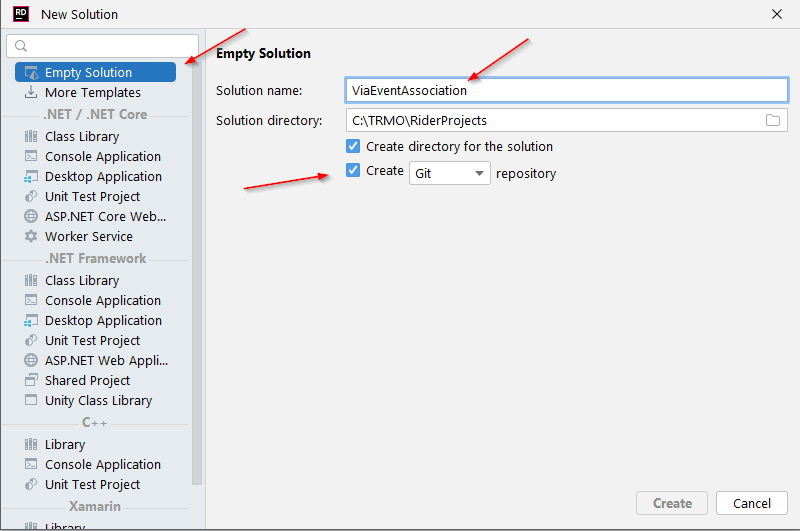 RD New Solution
Empty Solution
More Templates
.NET / .NET Core
Class Library
Console Application
Desktop Application
Unit Test Project
ASP.NET Core Web...
Worker Service
.NET Framework
Class Library
Console Application
Desktop Application
Unit Test Project
ASP.NET Web Appli...
Shared Project
Unity Class Library
C++
Library
Console Application
Unit Test Project
Xamarin
Library
Empty Solution
Solution name: ViaEventAssociation
Solution directory: C:\TRMO\RiderProjects
Create directory for the solution
Create Git repository
Create Cancel